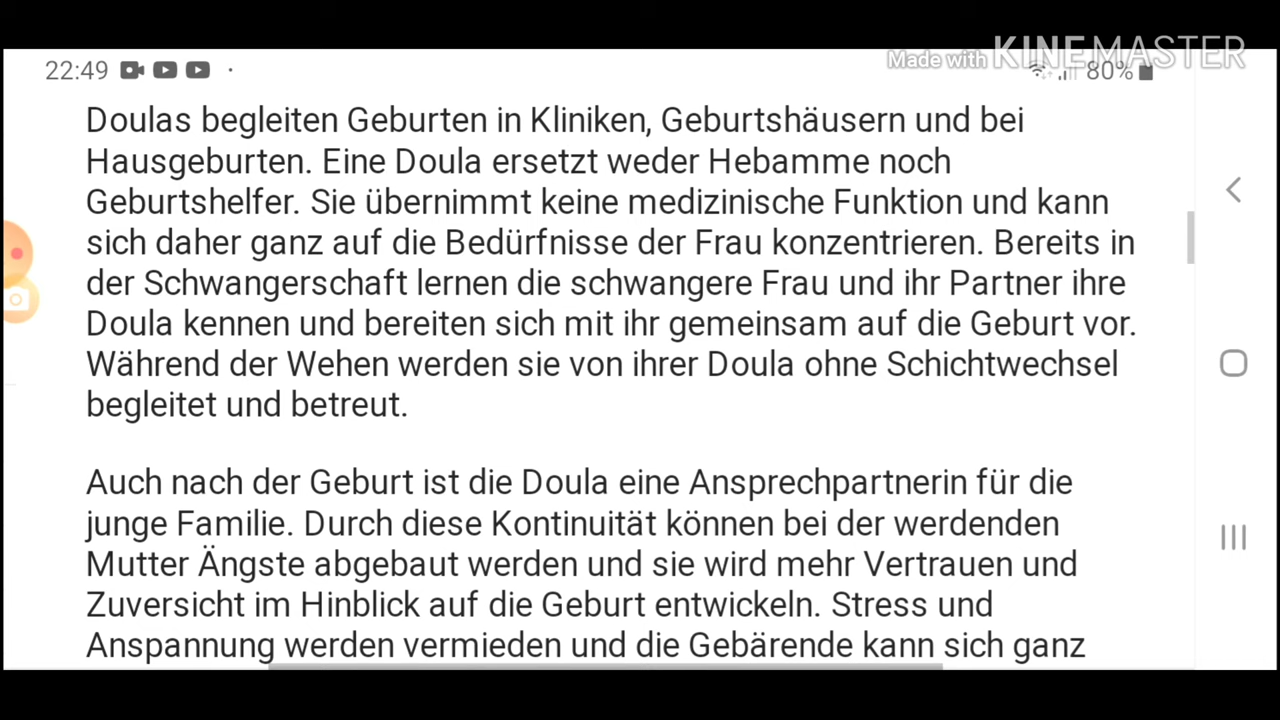 Made with KINEMASTER
22:49 80%
Doulas begleiten Geburten in Kliniken, Geburtshäusern und bei
Hausgeburten. Eine Doula ersetzt weder Hebamme noch
Geburtshelfer. Sie übernimmt keine medizinische Funktion und kann
sich daher ganz auf die Bedürfnisse der Frau konzentrieren. Bereits in
der Schwangerschaft lernen die schwangere Frau und ihr Partner ihre
Doula kennen und bereiten sich mit ihr gemeinsam auf die Geburt vor.
Während der Wehen werden sie von ihrer Doula ohne Schichtwechsel
begleitet und betreut.
Auch nach der Geburt ist die Doula eine Ansprechpartnerin für die
junge Familie. Durch diese Kontinuität können bei der werdenden
Mutter Ängste abgebaut werden und sie wird mehr Vertrauen und
Zuversicht im Hinblick auf die Geburt entwickeln. Stress und
Anspannung werden vermieden und die Gebärende kann sich ganz